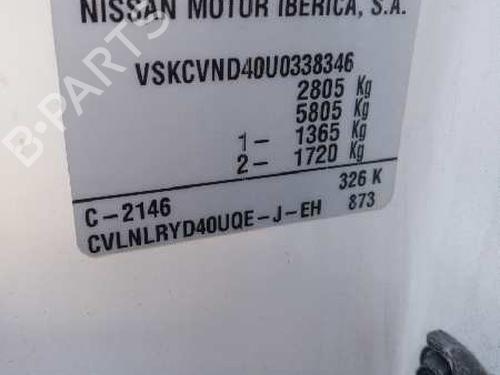 NISSAN MOTOR IBERICA, S.A.
VSKCVND40U0338346
2805 Kg
5805 Kg
1- 1365 Kg
2- 1720 Kg
326 K
C-2146
CVLNLRYD40UQE-J-EH 873
B-PARTS